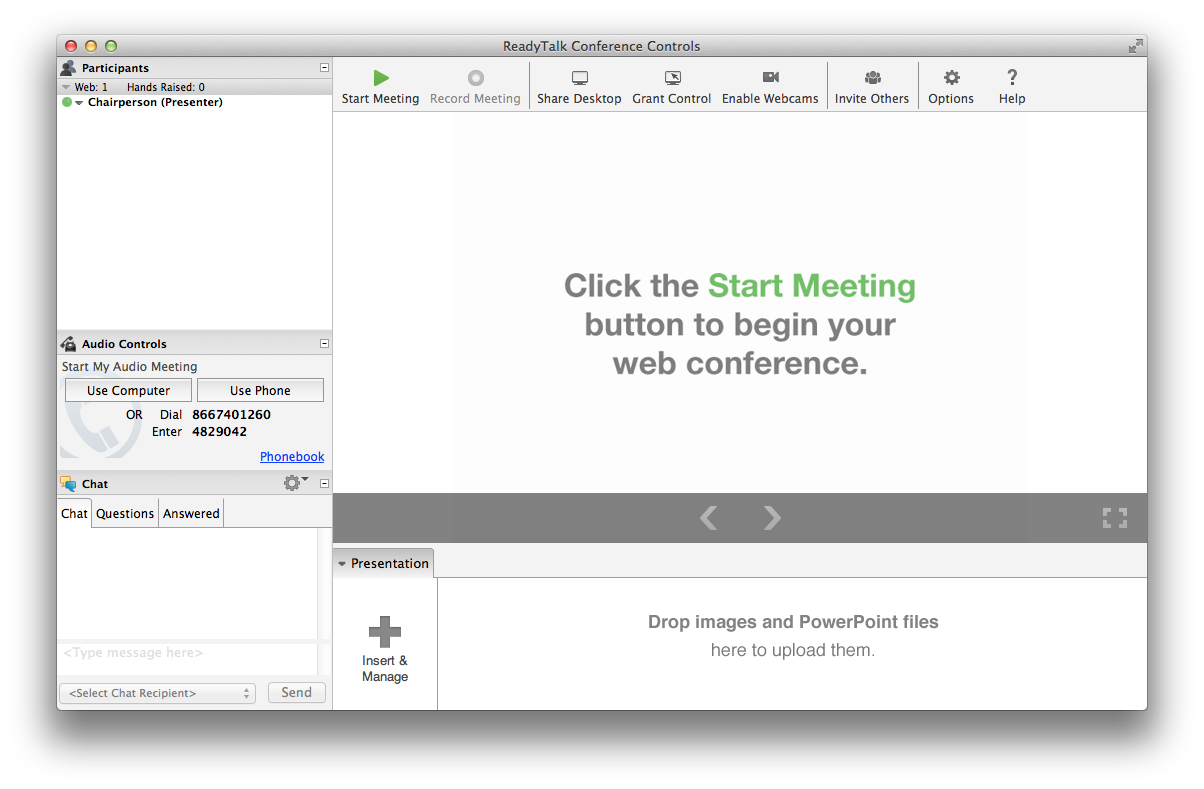 ReadyTalk Conference Controls
Participants
Web: 1 Hands Raised: 0
Chairperson (Presenter)
Start Meeting Record Meeting Share Desktop Grant Control Enable Webcams Invite Others Options Help
Click the Start Meeting
button to begin your
web conference.
Audio Controls
Start My Audio Meeting
Use Computer Use Phone
OR Dial 8667401260
Enter 4829042
Phonebook
Chat
Chat Questions Answered
<Type message here>
<Select Chat Recipient> Send
Presentation
Insert &
Manage
Drop images and PowerPoint files
here to upload them.